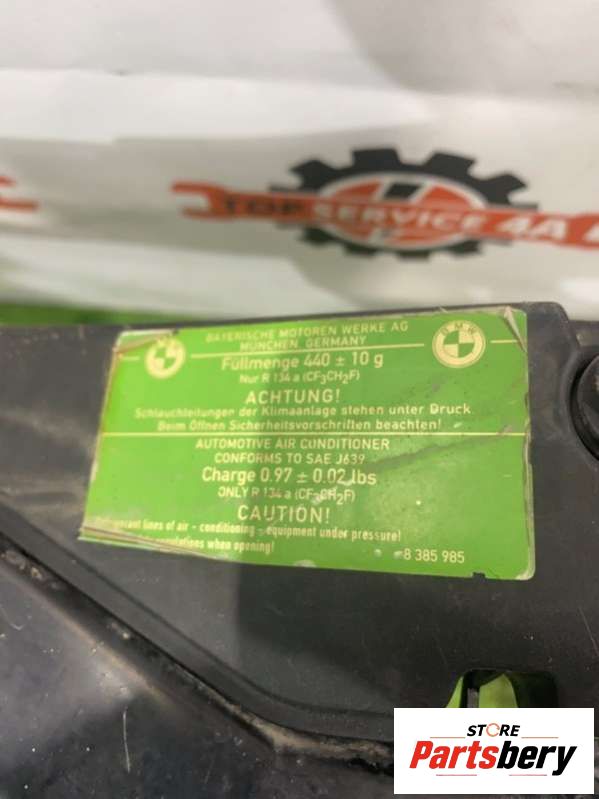 TOP SERVICE 4A
BMW
BAYERISCHE MOTOREN WERKE AG
MÜNCHEN, GERMANY
BMW
Füllmenge 440 ± 10 g
Nur R 134 a (CF3CH2F)
ACHTUNG!
Schlauchleitungen der Klimaanlage stehen unter Druck.
Beim Öffnen Sicherheitsvorschriften beachten!
AUTOMOTIVE AIR CONDITIONER
CONFORMS TO SAE J639
Charge 0.97 ± 0.02 lbs
ONLY R 134 a (CF3CH2F)
CAUTION!
lines of air - conditioning - equipment under pressure!
when opening!
8 385 985
STORE
Partsbery